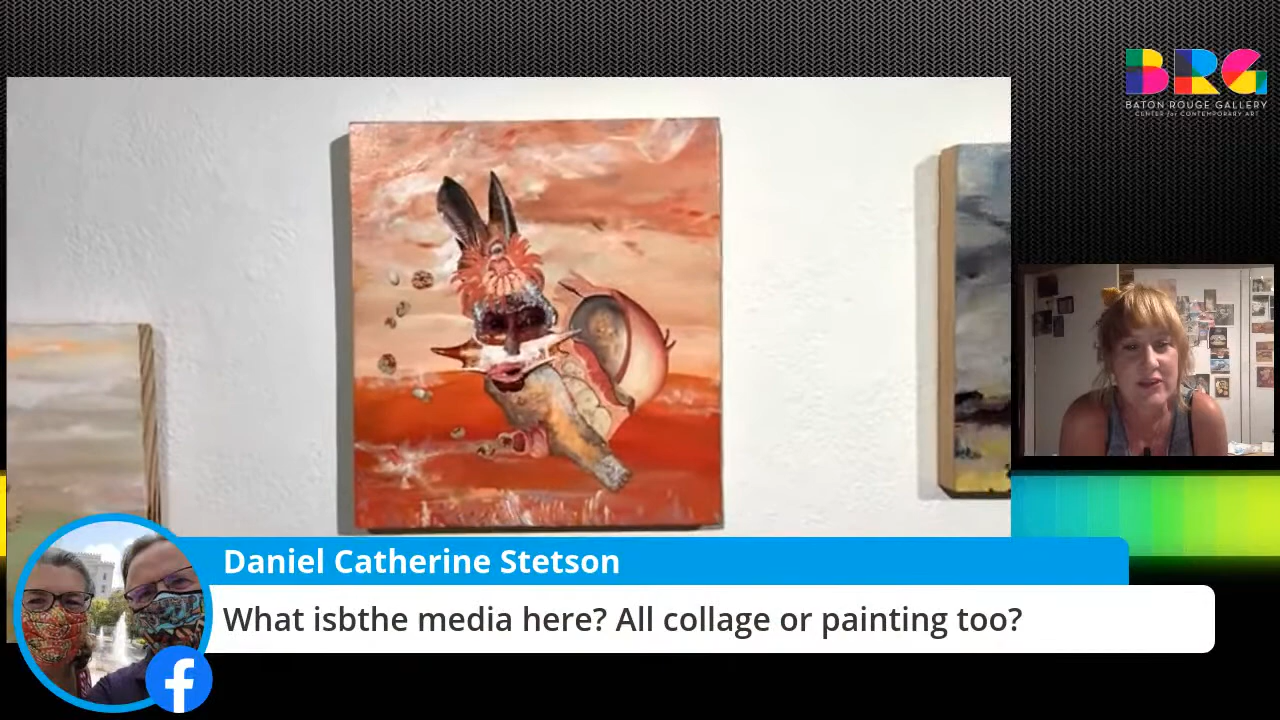 BRG
BATON ROUGE GALLERY
CENTER for CONTEMPORARY ART
Daniel Catherine Stetson
What isbthe media here? All collage or painting too?